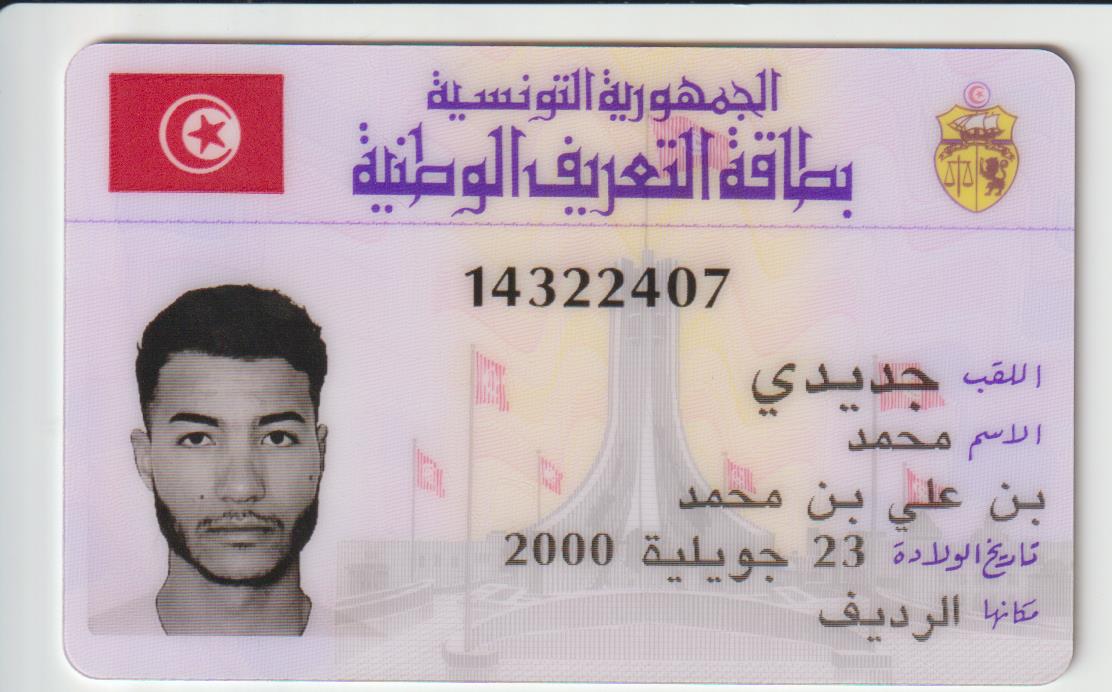 الجمهورية التونسية
بطاقة التعريف الوطنية
14322407
اللقب جديدي
الاسم محمد
بن علي بن محمد
تاريخ الولادة 23 جويلية 2000
مكانها الرديف